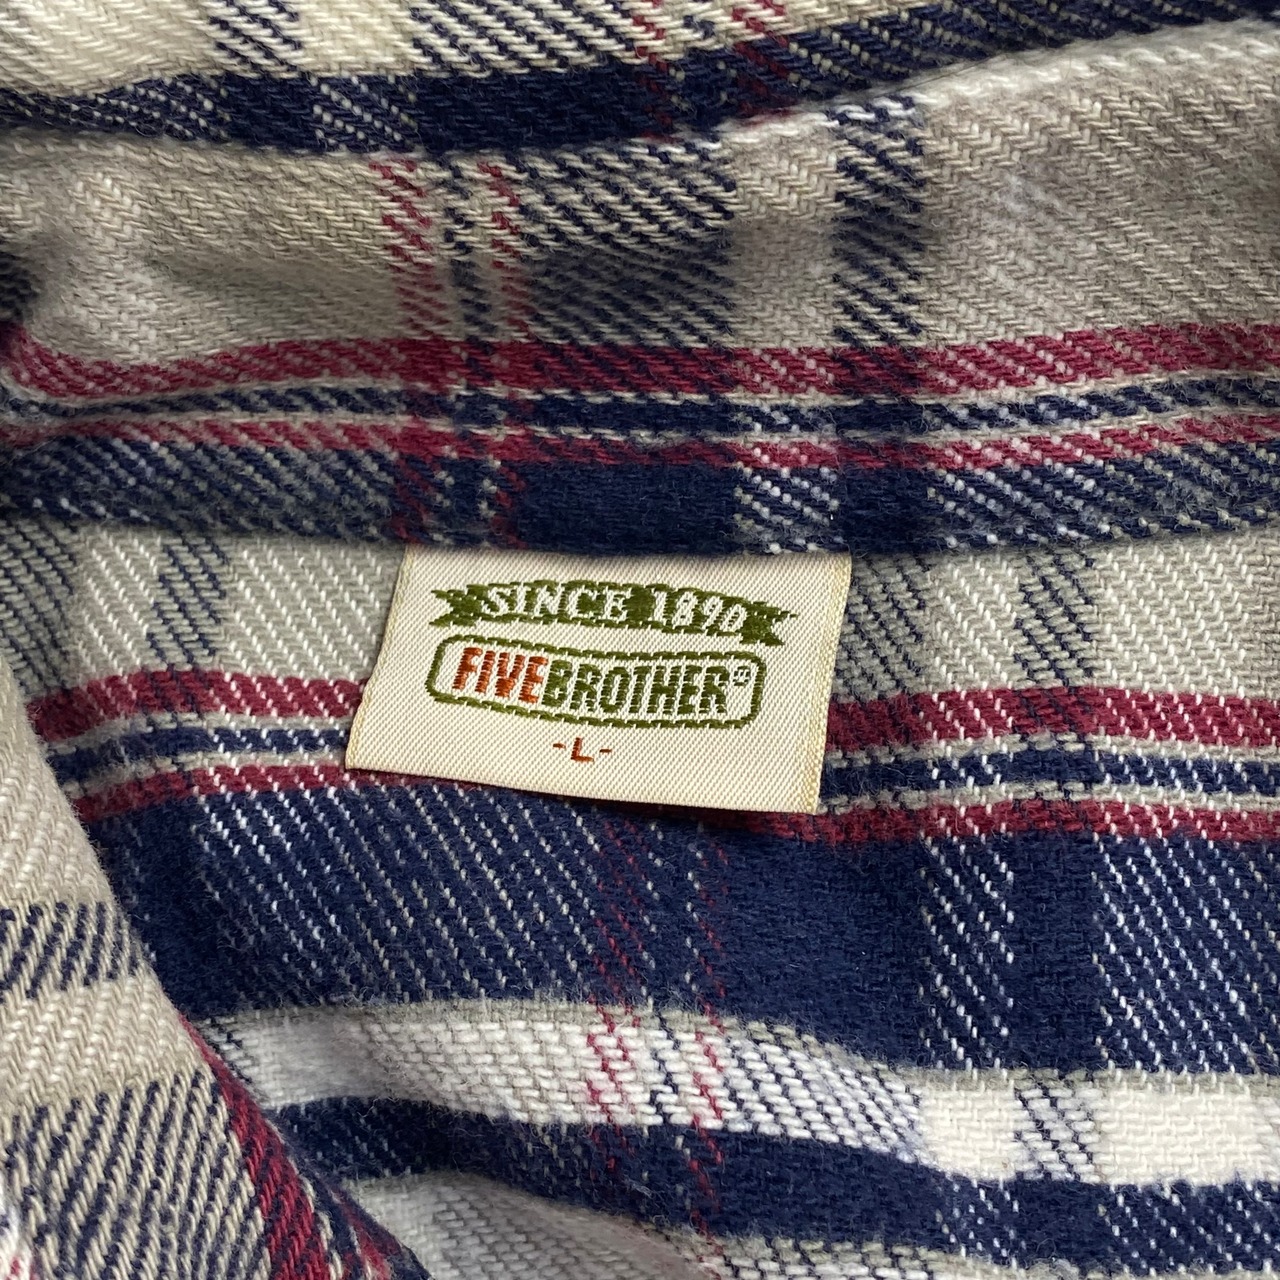 SINCE 1890
FIVEBROTHER
-L-